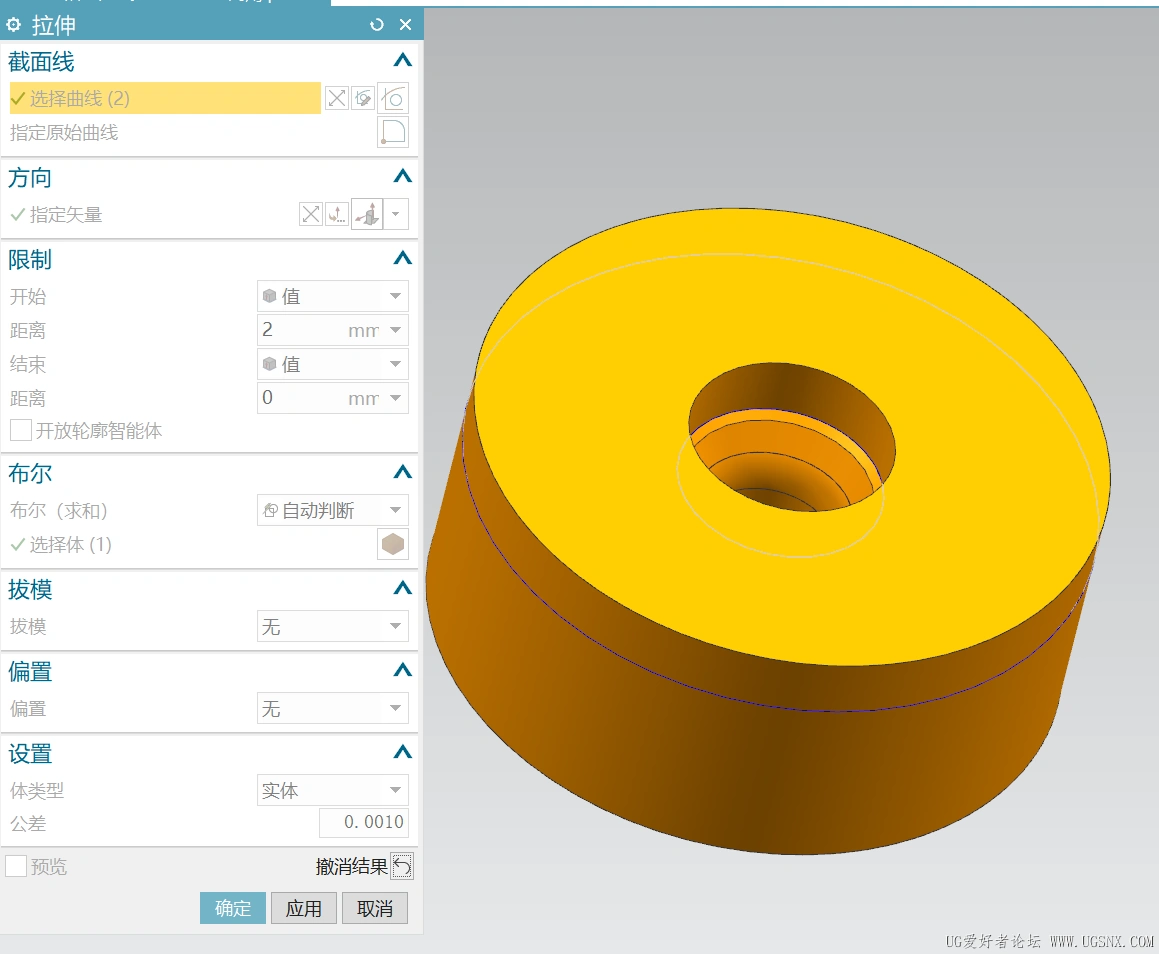 拉伸
截面线
选择曲线 (2)
指定原始曲线
方向
指定矢量
限制
开始 值
距离 2 mm
结束 值
距离 0 mm
开放轮廓智能体
布尔
布尔（求和） 自动判断
选择体 (1)
拔模
拔模 无
偏置
偏置 无
设置
体类型 实体
公差 0.0010
预览 撤消结果
确定 应用 取消
UG爱好者论坛 WWW.UGSNX.COM